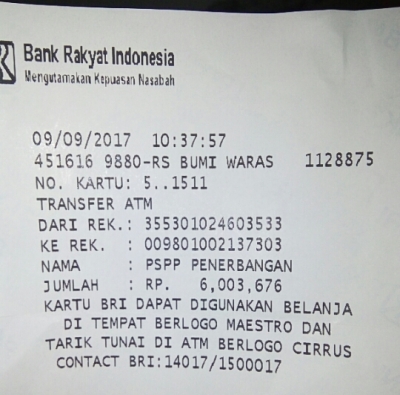 Bank Rakyat Indonesia
Mengutamakan Kepuasan Nasabah
09/09/2017 10:37:57
451616 9880-RS BUMI WARAS 1128875
NO. KARTU: 5..1511
TRANSFER ATM
DARI REK.: 355301024603533
KE REK. : 009801002137303
NAMA : PSPP PENERBANGAN
JUMLAH : RP. 6,003,676
KARTU BRI DAPAT DIGUNAKAN BELANJA
DI TEMPAT BERLOGO MAESTRO DAN
TARIK TUNAI DI ATM BERLOGO CIRRUS
CONTACT BRI:14017/1500017